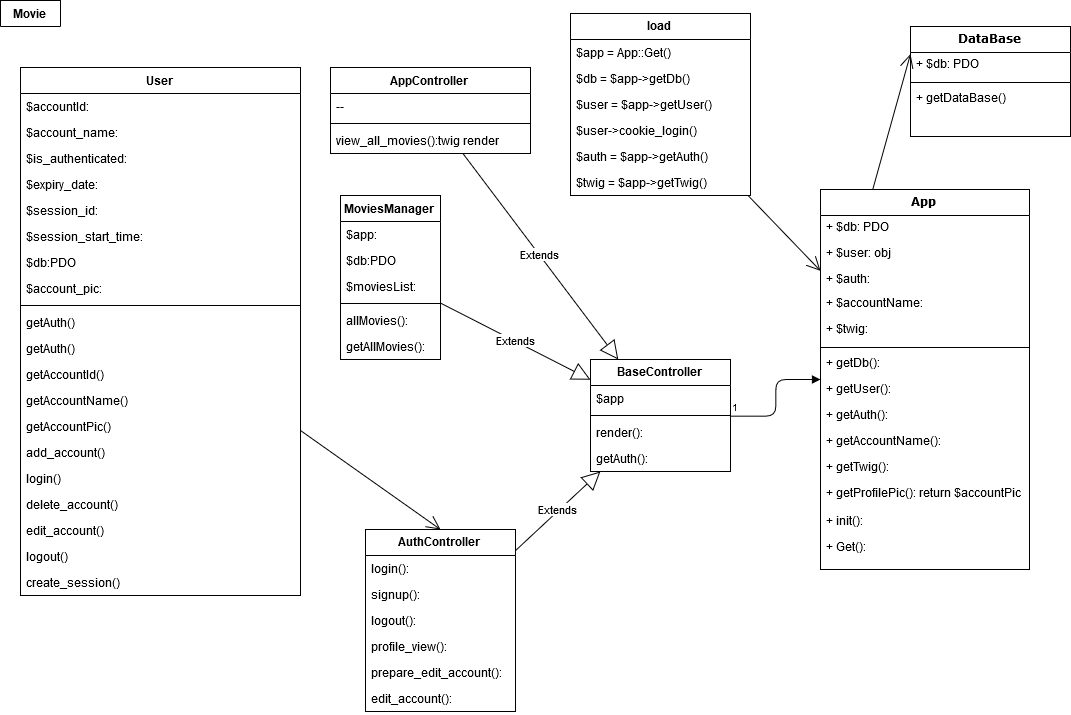 Movie
User
$accountId:
$account_name:
$is_authenticated:
$expiry_date:
$session_id:
$session_start_time:
$db:PDO
$account_pic:
getAuth()
getAuth()
getAccountId()
getAccountName()
getAccountPic()
add_account()
login()
delete_account()
edit_account()
logout()
create_session()
AppController
--
view_all_movies():twig render
MoviesManager
$app:
$db:PDO
$moviesList:
allMovies():
getAllMovies():
load
$app = App::Get()
$db = $app->getDb()
$user = $app->getUser()
$user->cookie_login()
$auth = $app->getAuth()
$twig = $app->getTwig()
DataBase
+ $db: PDO
+ getDataBase()
App
+ $db: PDO
+ $user: obj
+ $auth:
+ $accountName:
+ $twig:
+ getDb():
+ getUser():
+ getAuth():
+ getAccountName():
+ getTwig():
+ getProfilePic(): return $accountPic
+ init():
+ Get():
Extends
Extends
BaseController
$app
render():
getAuth():
1
Extends
AuthController
login():
signup():
logout():
profile_view():
prepare_edit_account():
edit_account():